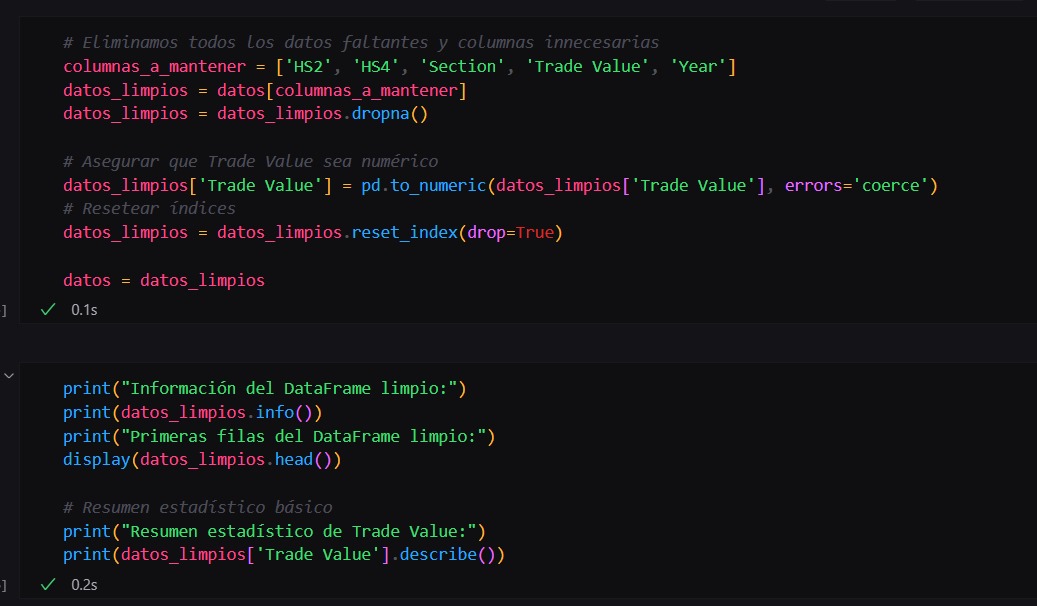 # Eliminamos todos los datos faltantes y columnas innecesarias
columnas_a_mantener = ['HS2', 'HS4', 'Section', 'Trade Value', 'Year']
datos_limpios = datos[columnas_a_mantener]
datos_limpios = datos_limpios.dropna()
# Asegurar que Trade Value sea numérico
datos_limpios['Trade Value'] = pd.to_numeric(datos_limpios['Trade Value'], errors='coerce')
# Resetear índices
datos_limpios = datos_limpios.reset_index(drop=True)
datos = datos_limpios
] ✓ 0.1s
print("Información del DataFrame limpio:")
print(datos_limpios.info())
print("Primeras filas del DataFrame limpio:")
display(datos_limpios.head())
# Resumen estadístico básico
print("Resumen estadístico de Trade Value:")
print(datos_limpios['Trade Value'].describe())
] ✓ 0.2s